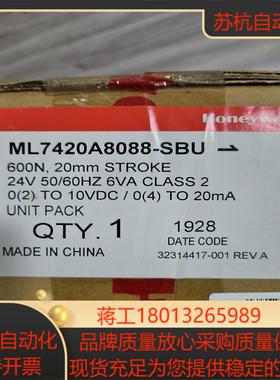 苏杭自动化
Honeywell
ML7420A8088-SBU
600N, 20mm STROKE
24V 50/60HZ 6VA CLASS 2
0(2) TO 10VDC / 0(4) TO 20mA
UNIT PACK
QTY. 1
1928
DATE CODE
MADE IN CHINA
32314417-001 REV.A
自动化
蒋工18013265989
品牌质量放心采购质量保
开票
现货充足为您提供稳定的